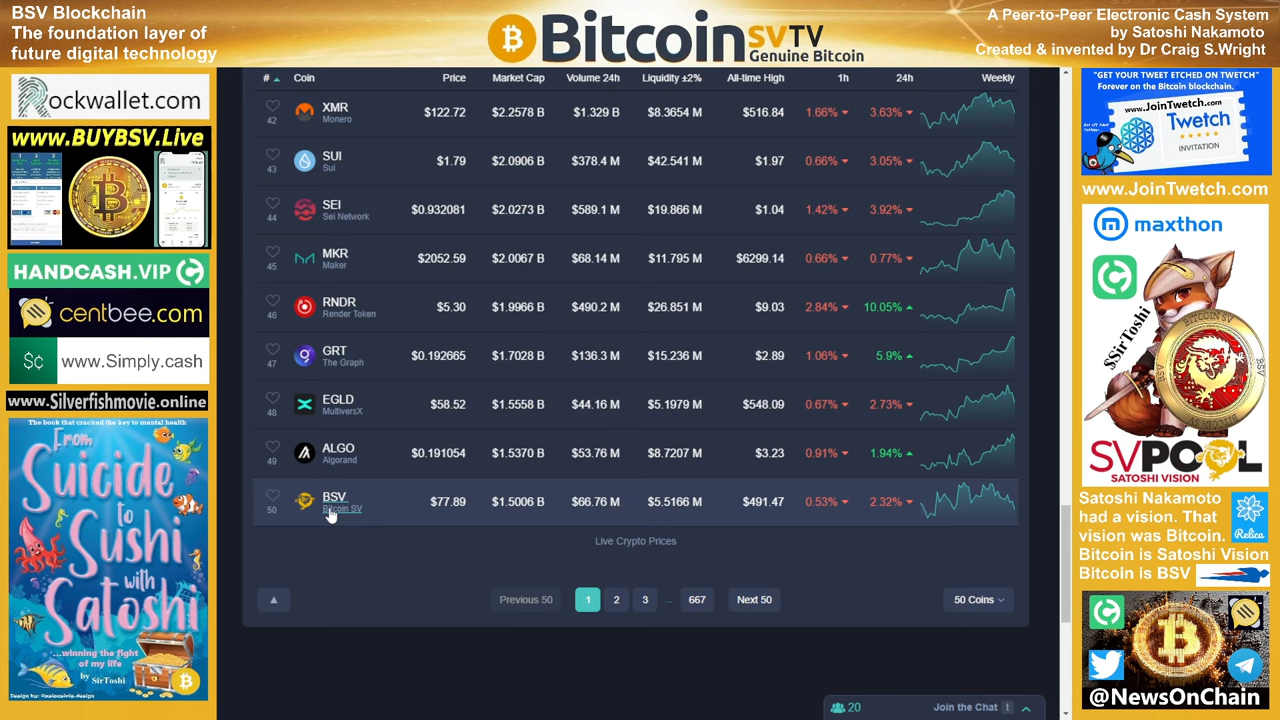 BSV Blockchain
The foundation layer of
future digital technology
Bitcoin SVTV
Genuine Bitcoin
A Peer-to-Peer Electronic Cash System
by Satoshi Nakamoto
Created & invented by Dr Craig S.Wright
Rockwallet.com
www.BUYBSV.Live
HANDCASH.VIP
centbee.com
$c www.Simply.cash
www.Silverfishmovie.online
The book that cracked the key to mental health
From
Suicide
to
Sushi
with
Satoshi
...winning the fight
of my life
by SirToshi
# Coin Price Market Cap Volume 24h Liquidity ±2% All-time High 1h 24h Weekly
42 XMR Monero $122.72 $2.2578 B $1.329 B $8.3654 M $516.84 1.66% 3.63%
43 SUI Sui $1.79 $2.0906 B $378.4 M $42.541 M $1.97 0.66% 3.05%
44 SEI Sei Network $2.0273 B $589.1 M $19.866 M $1.04 1.42%
45 MKR Maker $2052.59 $2.0067 B $68.14 M $11.795 M $6299.14 0.66% 0.77%
46 RNDR Render Token $5.30 $1.9966 B $490.2 M $26.851 M $9.03 2.84% 10.05%
47 GRT The Graph $0.192665 $1.7028 B $136.3 M $15.236 M $2.89 1.06% 5.9%
48 EGLD MultiversX $58.52 $1.5558 B $44.16 M $5.1979 M $548.09 0.67% 2.73%
49 ALGO Algorand $0.191054 $1.5370 B $53.76 M $8.7207 M $3.23 0.91% 1.94%
50 BSV Bitcoin SV $77.89 $1.5006 B $66.76 M $5.5166 M $491.47 0.53% 2.32%
Live Crypto Prices
Previous 50 1 2 3 ... 667 Next 50 50 Coins
20 Join the Chat t
"GET YOUR TWEET ETCHED ON TWETCH"
Forever on the Bitcoin blockchain.
www.JoinTwetch.com
Twetch
INVITATION
www.JoinTwetch.com
maxthon
$SirToshi
BITCOIN SV
BSV
SVPOOL
SATOSHI VISION
Satoshi Nakamoto
had a vision. That
vision was Bitcoin.
Relica
Bitcoin is Satoshi Vision
Bitcoin is BSV
@NewsOnChain